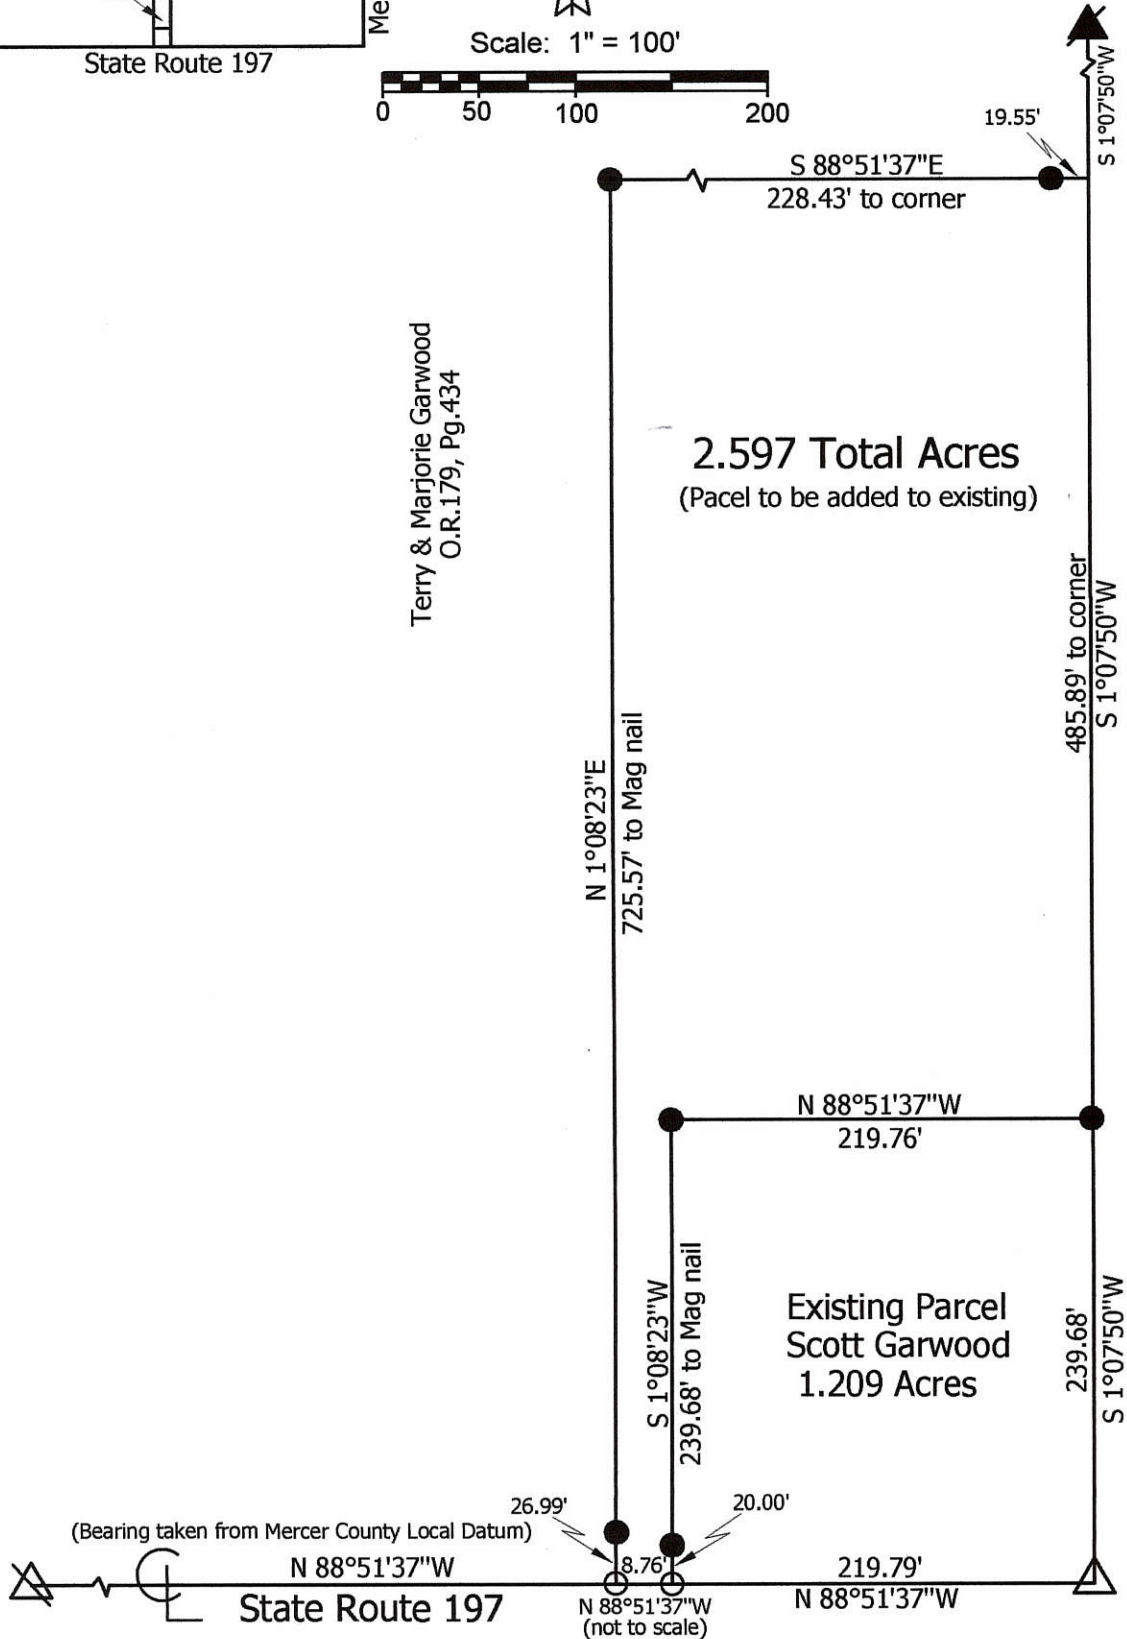 Me
State Route 197
Scale: 1" = 100'
0 50 100 200
S 1°07'50"W
19.55'
S 88°51'37"E
228.43' to corner
Terry & Marjorie Garwood
O.R.179, Pg.434
2.597 Total Acres
(Pacel to be added to existing)
485.89' to corner
S 1°07'50"W
N 1°08'23"E
725.57' to Mag nail
N 88°51'37"W
219.76'
S 1°08'23"W
239.68' to Mag nail
Existing Parcel
Scott Garwood
1.209 Acres
239.68'
S 1°07'50"W
26.99'
20.00'
(Bearing taken from Mercer County Local Datum)
N 88°51'37"W
8.76'
219.79'
CL
State Route 197
N 88°51'37"W
(not to scale)
N 88°51'37"W